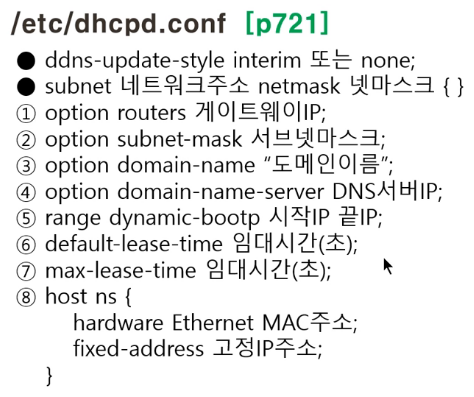 /etc/dhcpd.conf [p721]
● ddns-update-style interim 또는 none;
● subnet 네트워크주소 netmask 넷마스크 { }
① option routers 게이트웨이IP;
② option subnet-mask 서브넷마스크;
③ option domain-name “도메인이름”;
④ option domain-name-server DNS서버IP;
⑤ range dynamic-bootp 시작IP 끝IP;
⑥ default-lease-time 임대시간(초);
⑦ max-lease-time 임대시간(초);
⑧ host ns {
hardware Ethernet MAC주소;
fixed-address 고정IP주소;
}